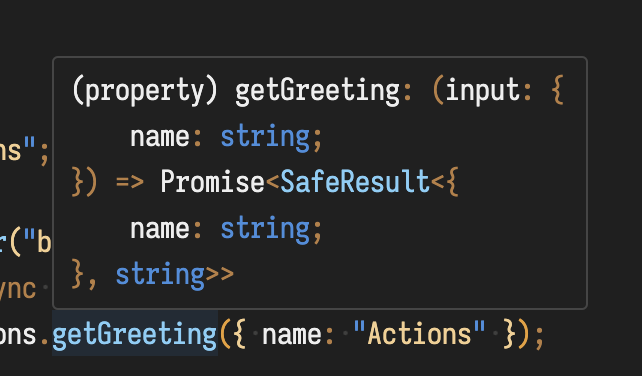 (property) getGreeting: (input: {
name: string;
}) => Promise<SafeResult<{
name: string;
}, string>>
ns";
r("b
ync
ons.getGreeting({ name: "Actions" });